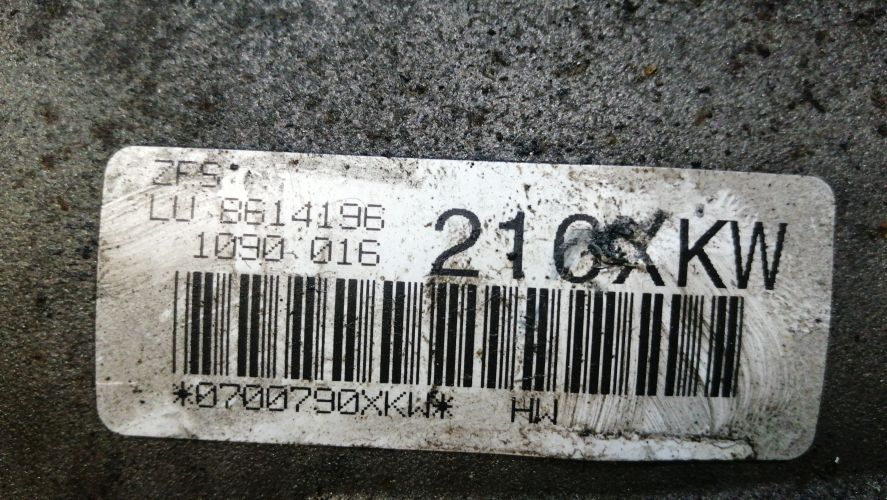 ZFS
LU 8614196
1090 016
216XKW
*0700790XKW* HW